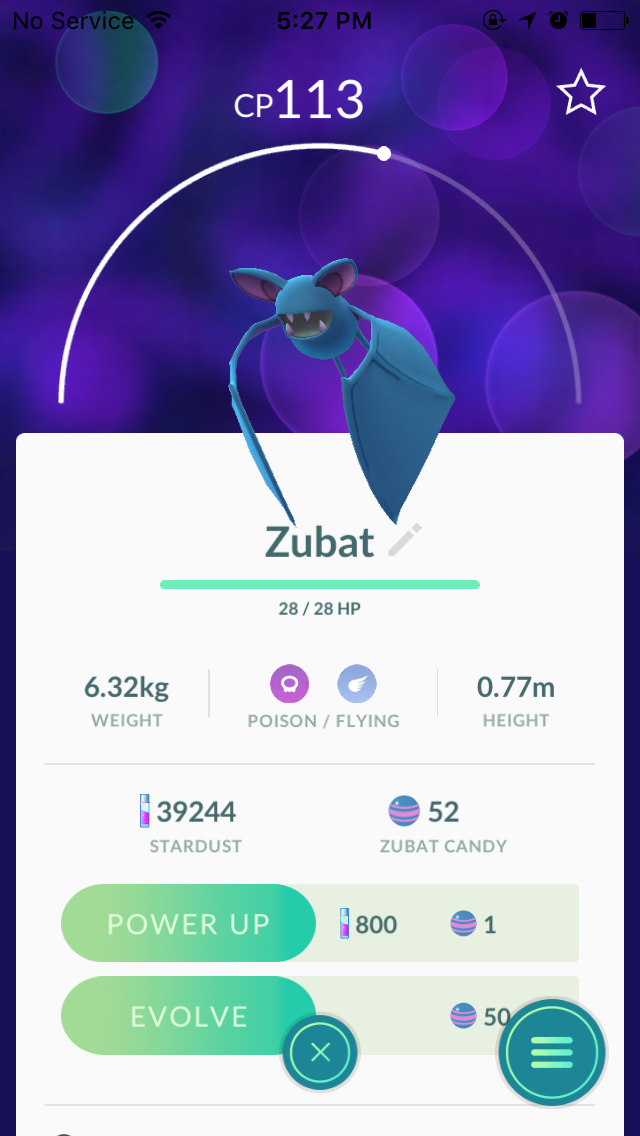 No Service 5:27 PM
CP113
Zubat
28 / 28 HP
6.32kg
WEIGHT
POISON / FLYING
0.77m
HEIGHT
39244
STARDUST
52
ZUBAT CANDY
POWER UP 800 1
EVOLVE 50